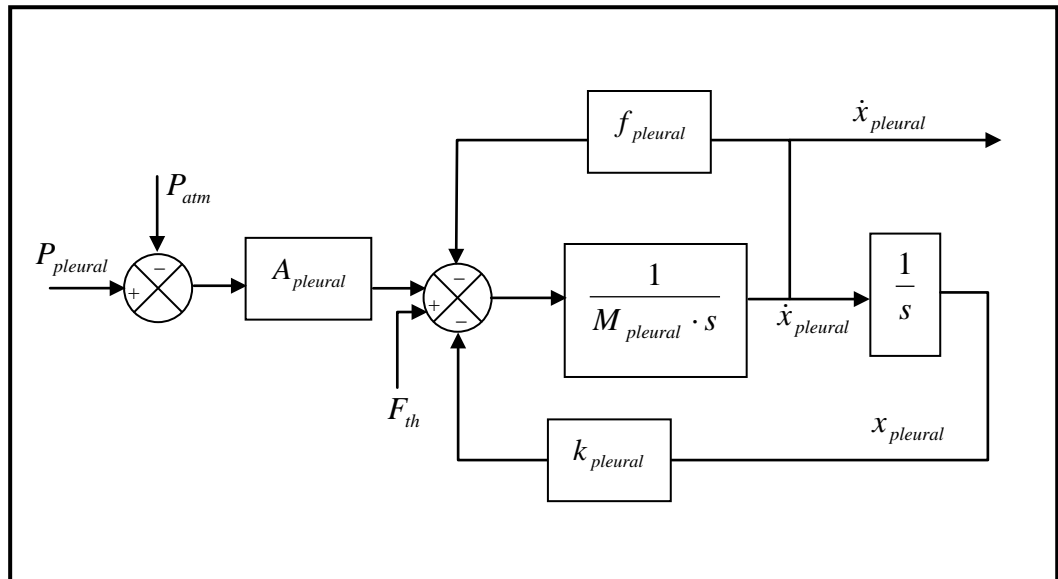 f_pleural
ẋ_pleural
P_atm
P_pleural
−
+
A_pleural
−
+
−
1
M_pleural · s
ẋ_pleural
1
s
F_th
k_pleural
x_pleural